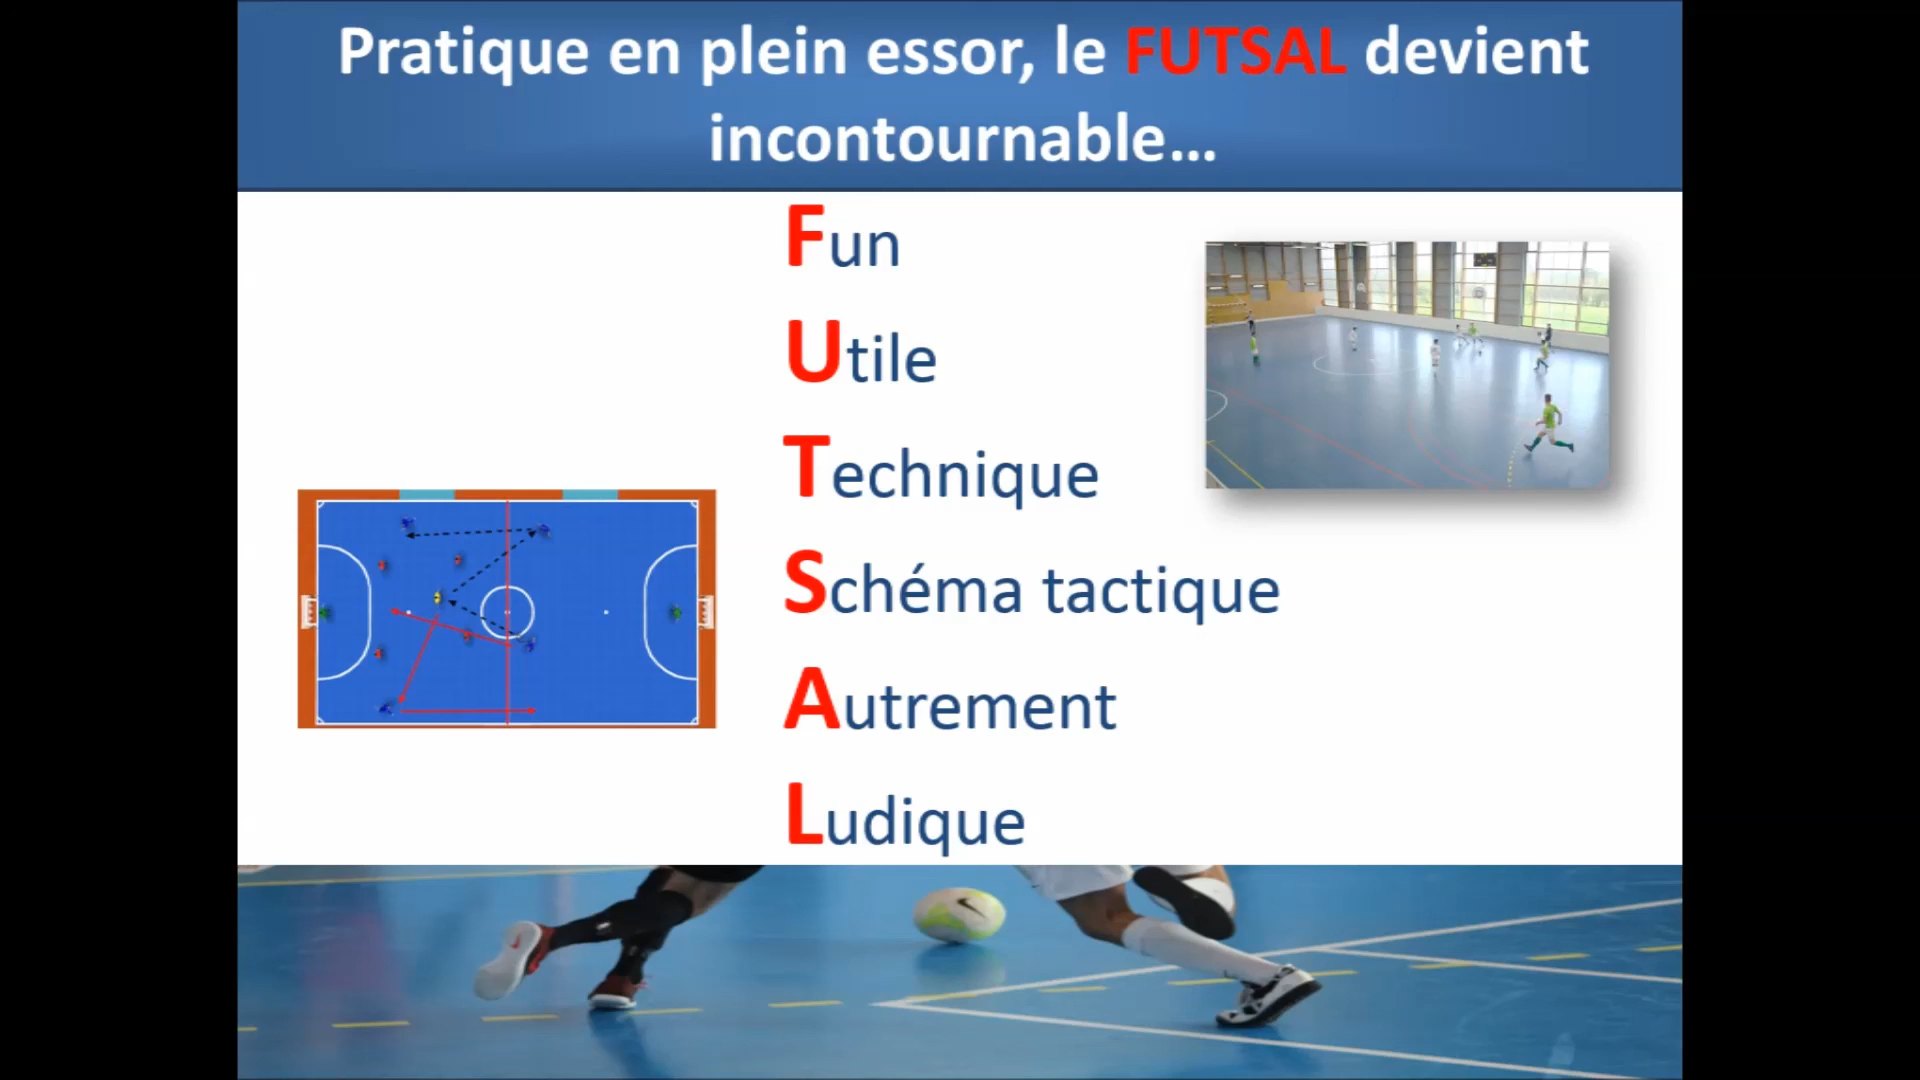 Pratique en plein essor, le FUTSAL devient
incontournable...
Fun
Utile
Technique
Schéma tactique
Autrement
Ludique